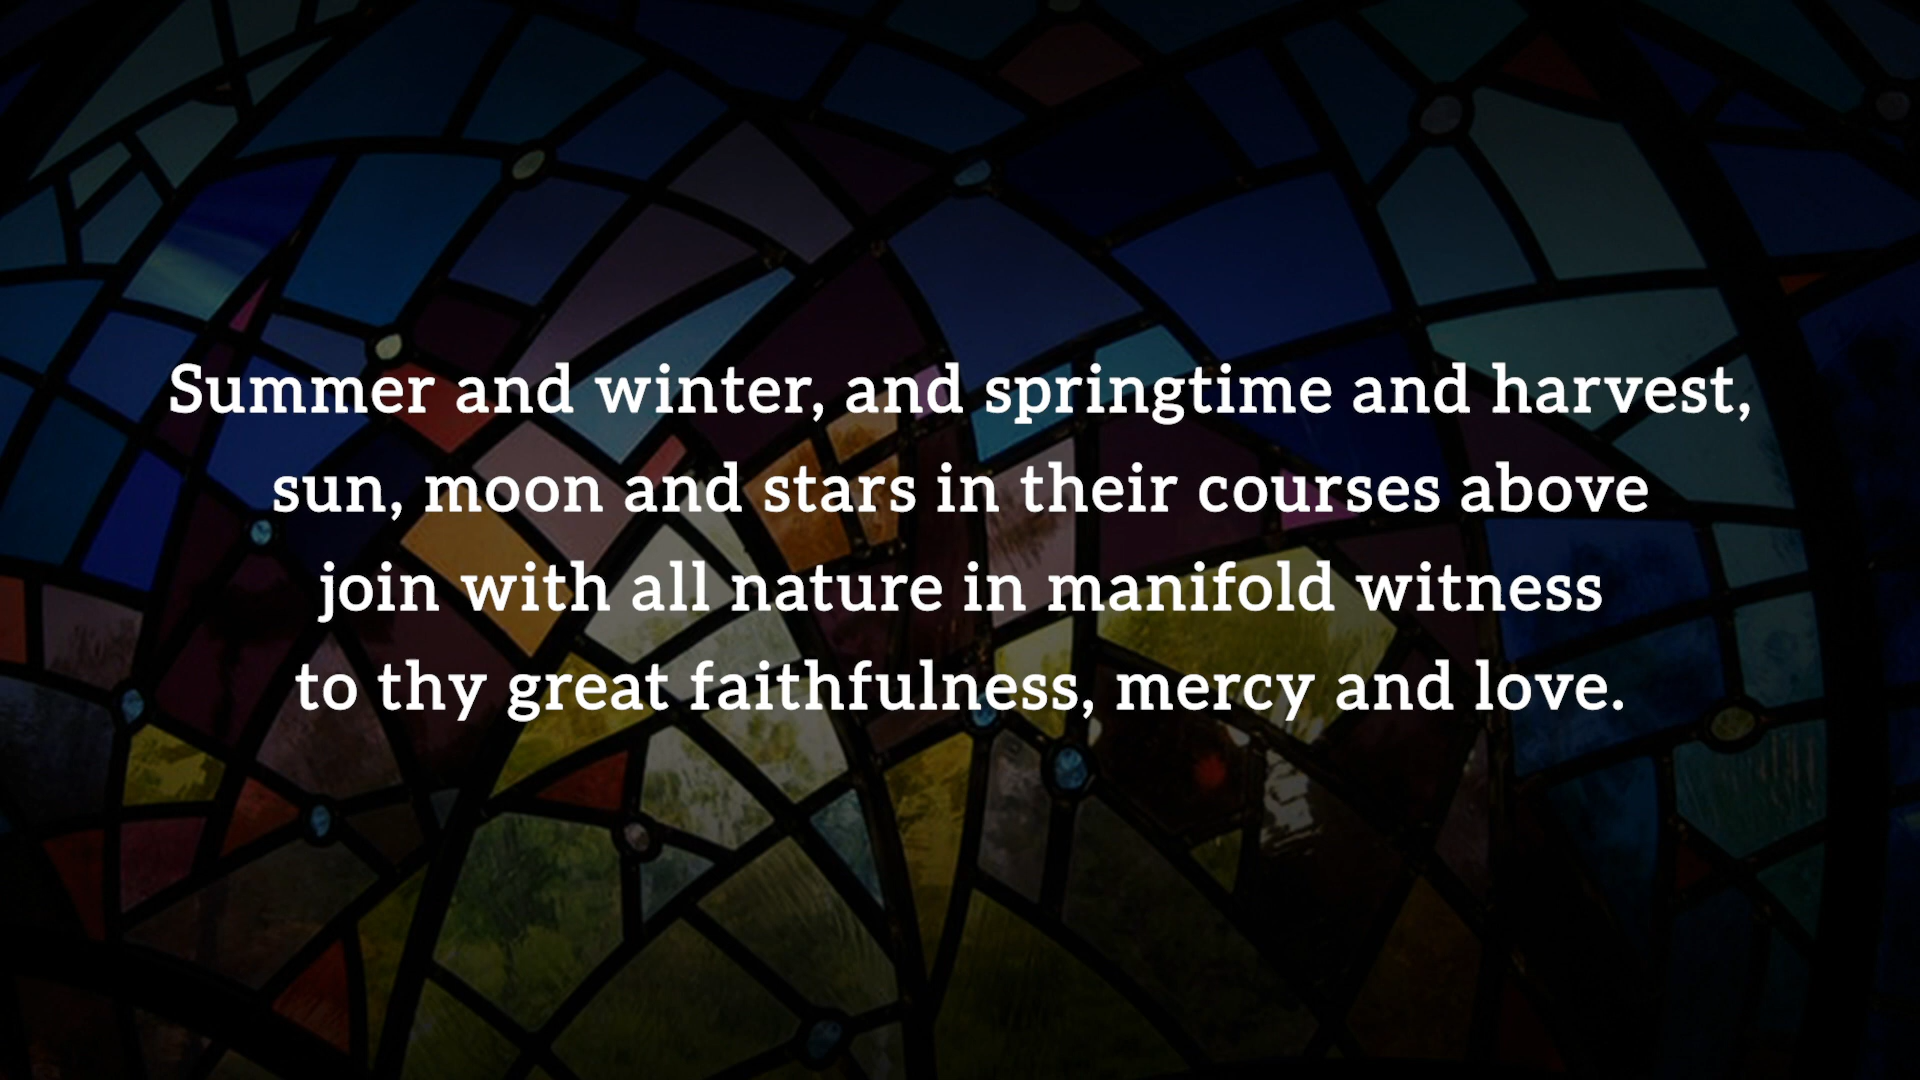 Summer and winter, and springtime and harvest,
sun, moon and stars in their courses above
join with all nature in manifold witness
to thy great faithfulness, mercy and love.